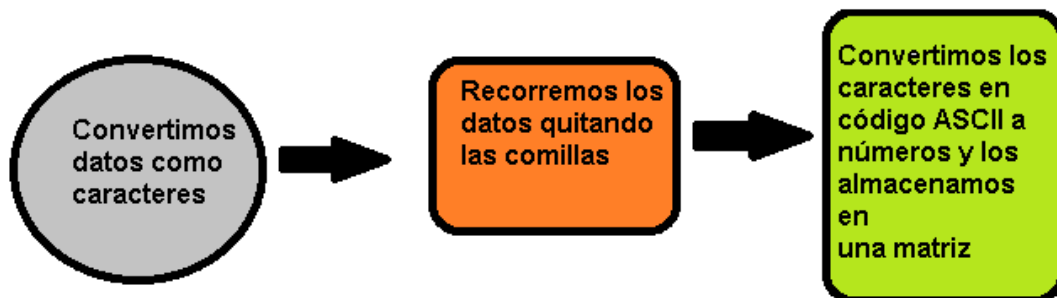 Convertimos
datos como
caracteres
Recorremos los
datos quitando
las comillas
Convertimos los
caracteres en
código ASCII a
números y los
almacenamos
en
una matriz